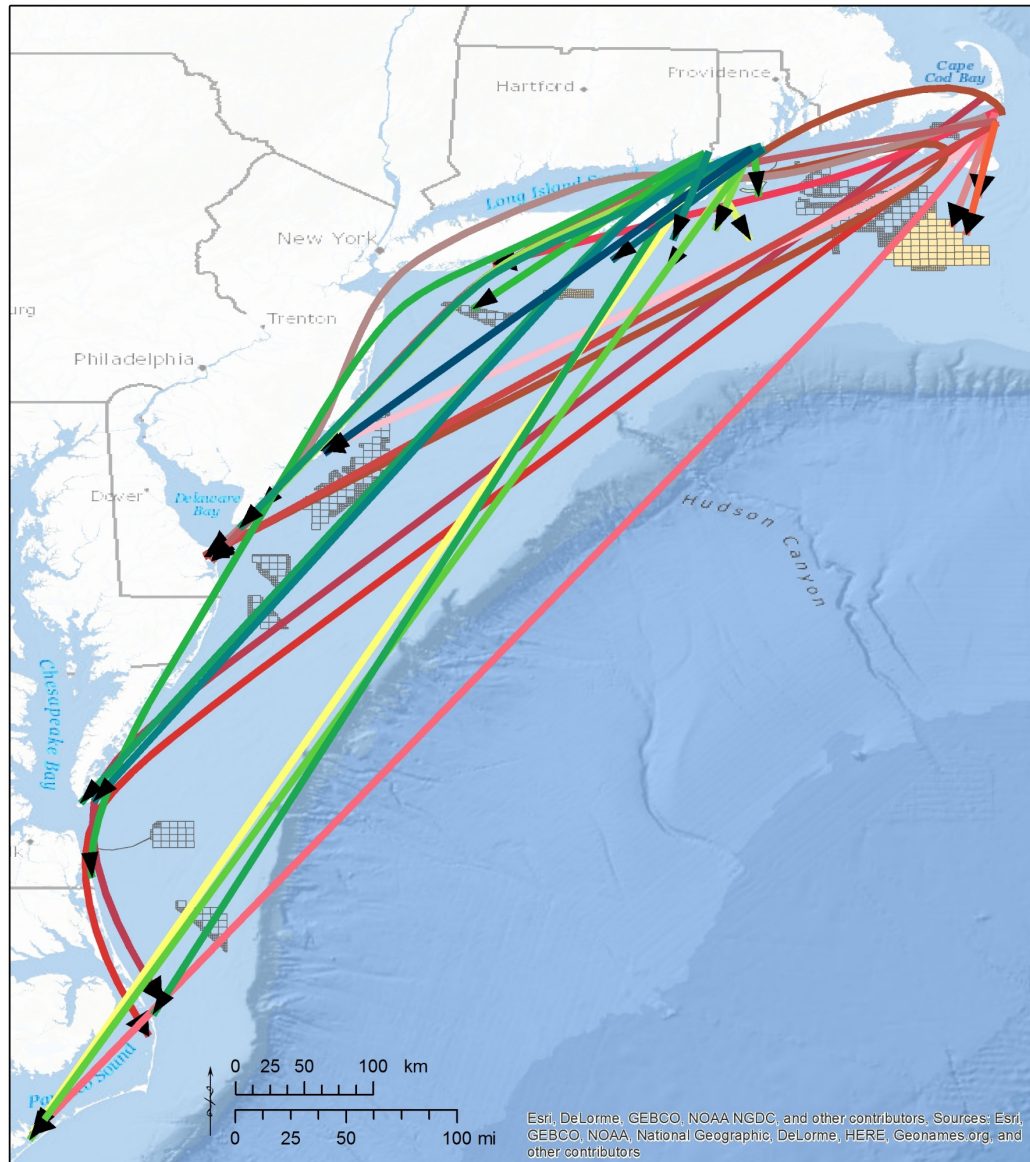 Hartford
Providence
Cape
Cod Bay
Long Island
New York
Trenton
urg
Philadelphia
Dover
Delaware
Bay
Hudson Canyon
Chesapeake Bay
k
Sound
0 25 50 100 km
0 50 100 mi
Esri, DeLorme, GEBCO, NOAA NGDC, and other contributors, Sources: Esri,
GEBCO, NOAA, National Geographic, DeLorme, HERE, Geonames.org, and
other contributors